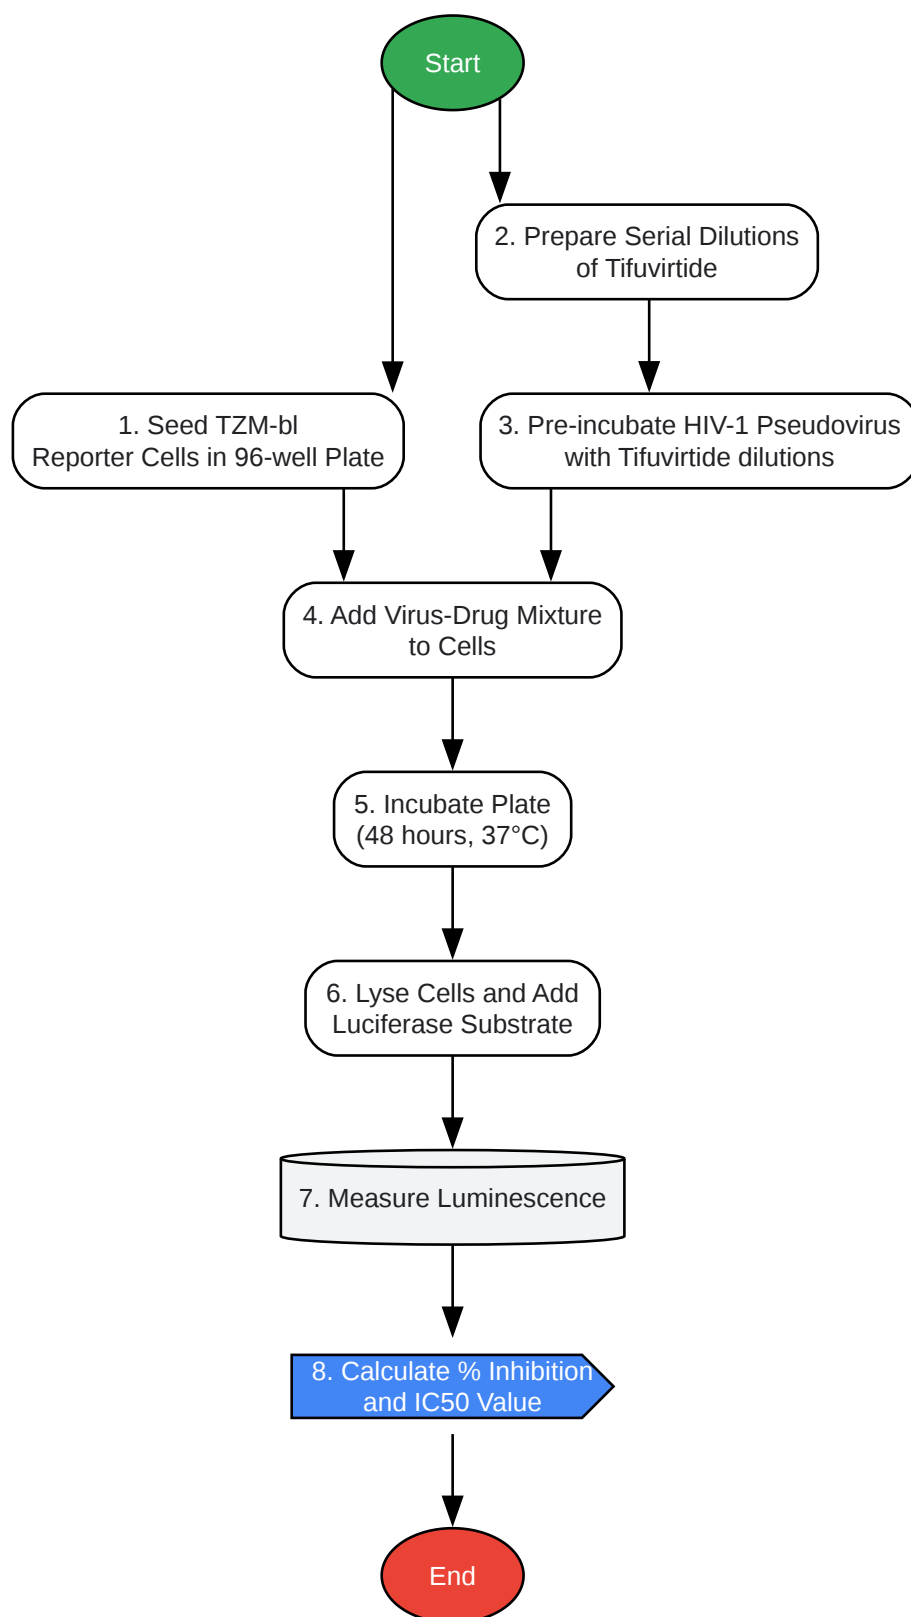 Start
2. Prepare Serial Dilutions
of Tifuvirtide
1. Seed TZM-bl
Reporter Cells in 96-well Plate
3. Pre-incubate HIV-1 Pseudovirus
with Tifuvirtide dilutions
4. Add Virus-Drug Mixture
to Cells
5. Incubate Plate
(48 hours, 37°C)
6. Lyse Cells and Add
Luciferase Substrate
7. Measure Luminescence
8. Calculate % Inhibition
and IC50 Value
End